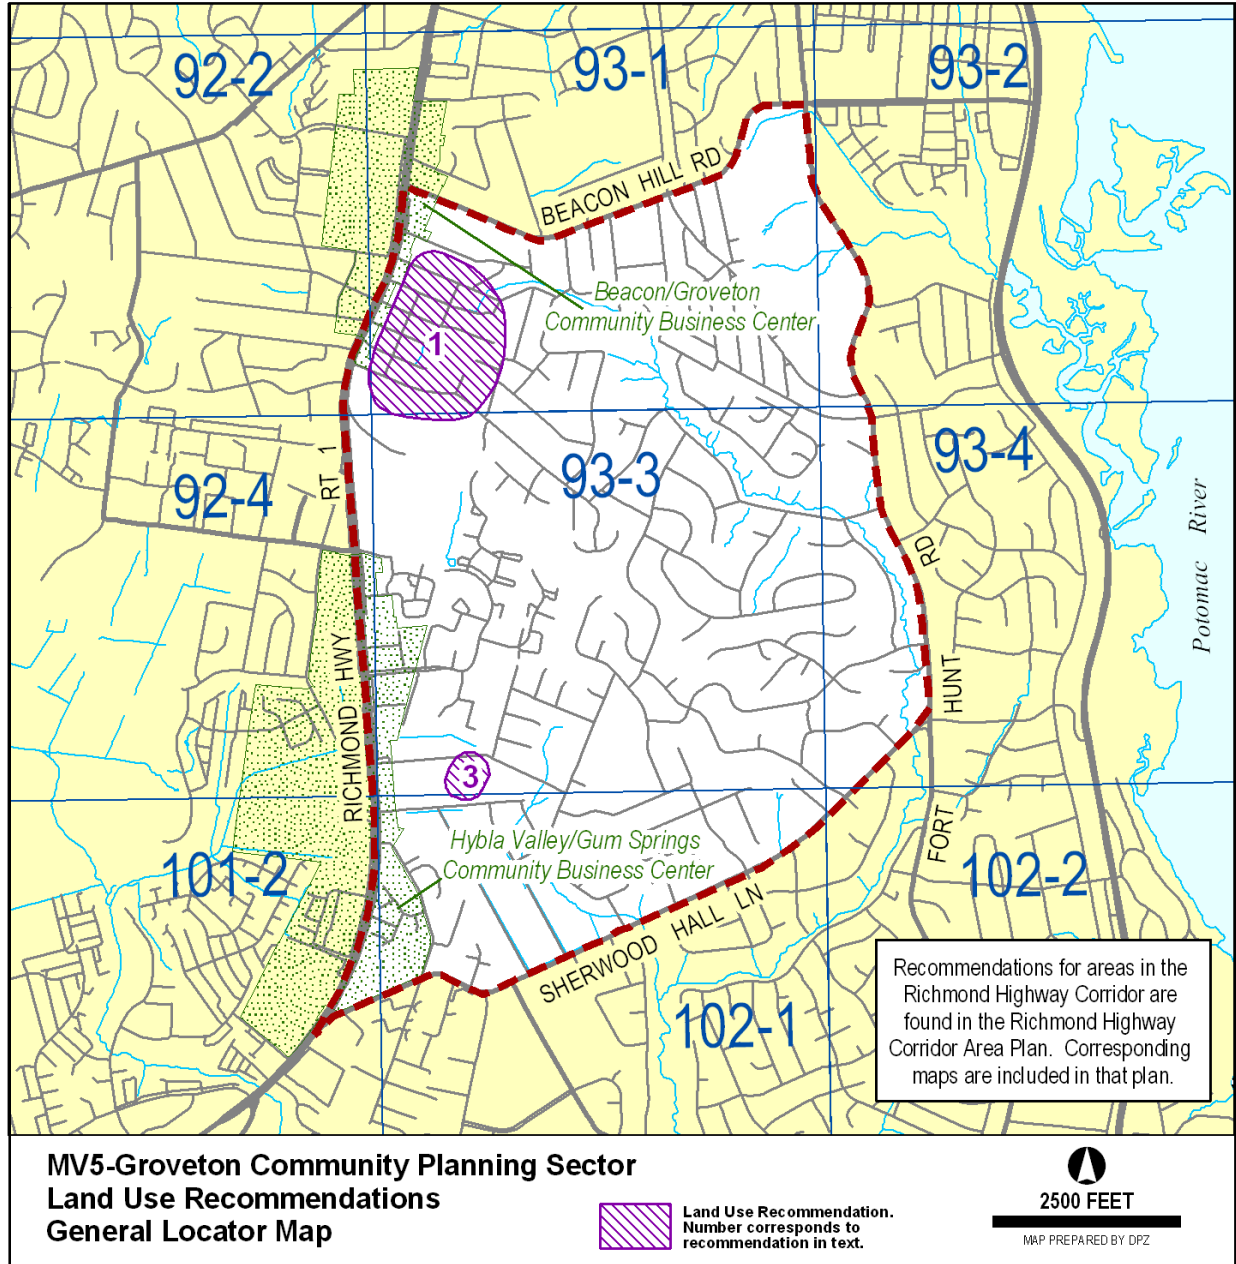 92-2
93-1
93-2
BEACON HILL RD
Beacon/Groveton
Community Business Center
1
RT 1
92-4
93-3
93-4
Potomac River
RD
HUNT
FORT
RICHMOND HWY
3
Hybla Valley/Gum Springs
Community Business Center
101-2
102-2
SHERWOOD HALL LN
102-1
Recommendations for areas in the
Richmond Highway Corridor are
found in the Richmond Highway
Corridor Area Plan. Corresponding
maps are included in that plan.
MV5-Groveton Community Planning Sector
Land Use Recommendations
General Locator Map
Land Use Recommendation.
Number corresponds to
recommendation in text.
2500 FEET
MAP PREPARED BY DPZ